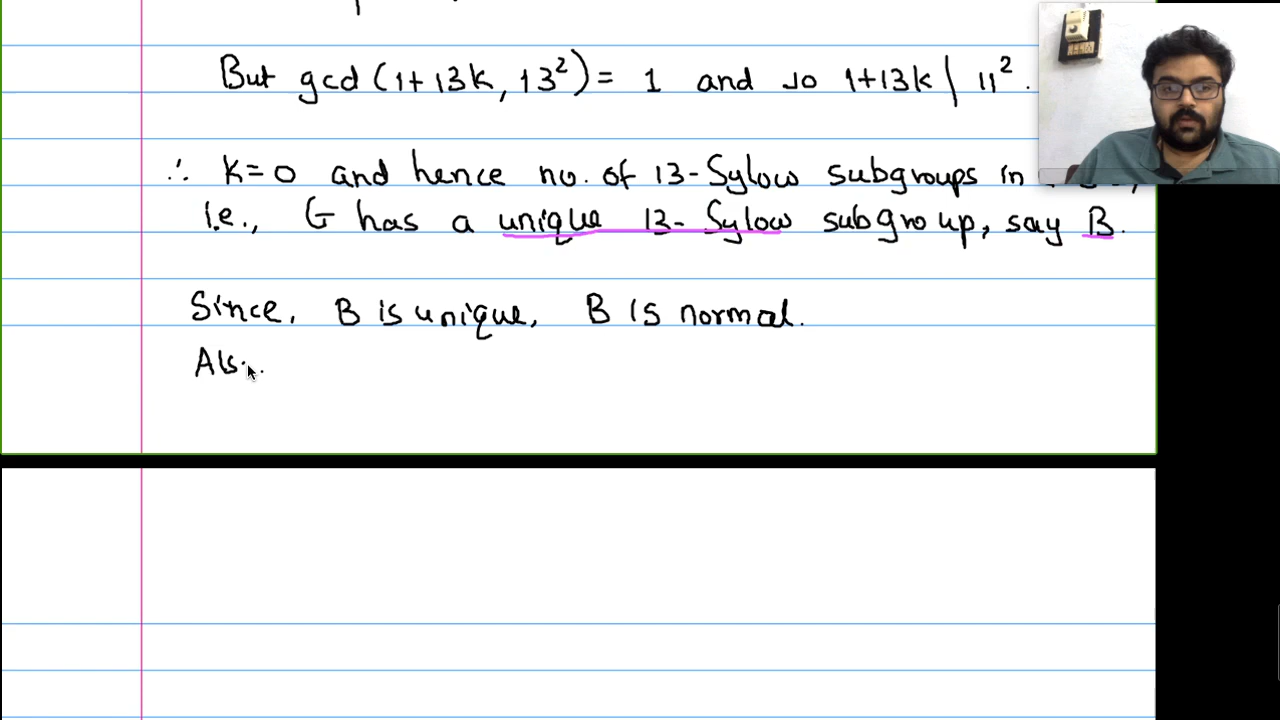 But gcd (1+13k, 13²) = 1 and so 1+13k | 11².
∴ k=0 and hence no. of 13-Sylow subgroups in
i.e., G has a unique 13-Sylow subgroup, say B.
Since, B is unique, B is normal.
Als